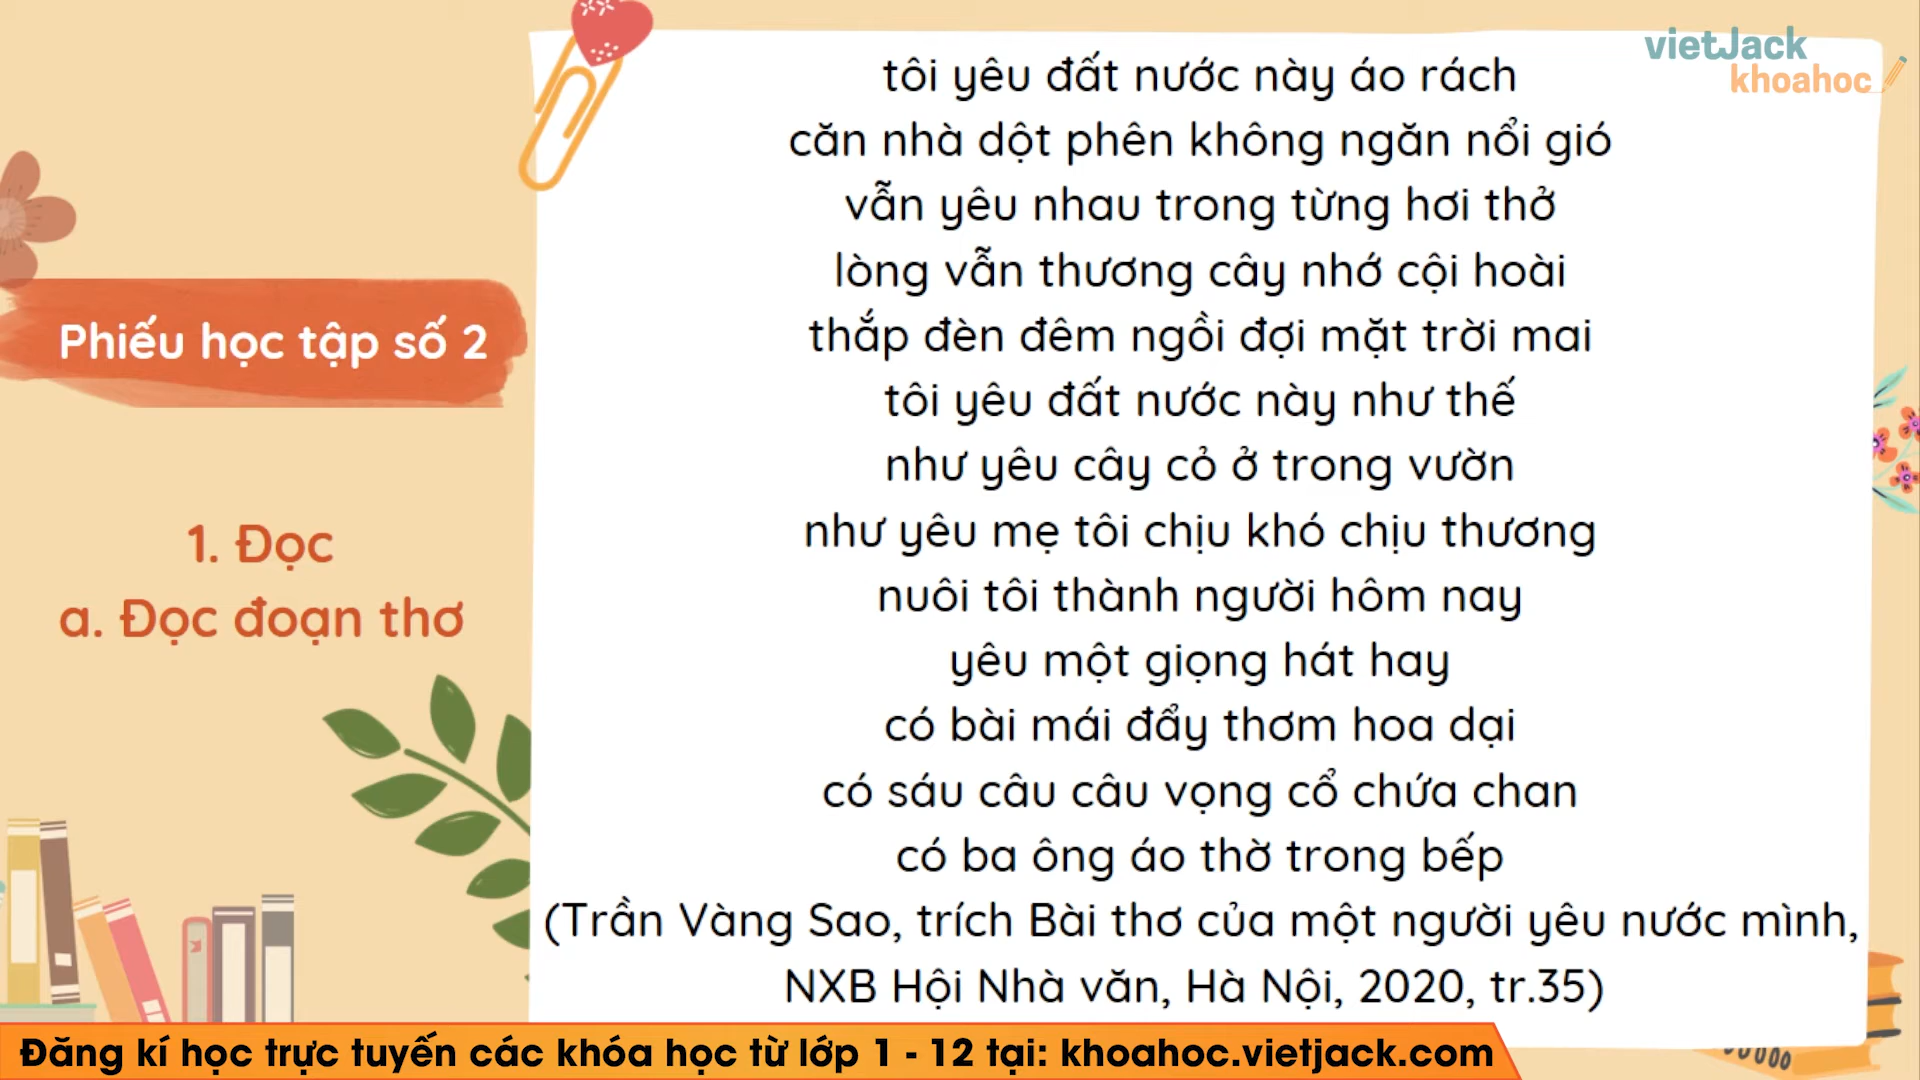 vietJack
khoahoc
tôi yêu đất nước này áo rách
căn nhà dột phên không ngăn nổi gió
vẫn yêu nhau trong từng hơi thở
lòng vẫn thương cây nhớ cội hoài
thắp đèn đêm ngồi đợi mặt trời mai
tôi yêu đất nước này như thế
như yêu cây cỏ ở trong vườn
như yêu mẹ tôi chịu khó chịu thương
nuôi tôi thành người hôm nay
yêu một giọng hát hay
có bài mái đẩy thơm hoa dại
có sáu câu câu vọng cổ chứa chan
có ba ông áo thờ trong bếp
(Trần Vàng Sao, trích Bài thơ của một người yêu nước mình,
NXB Hội Nhà văn, Hà Nội, 2020, tr.35)
Phiếu học tập số 2
1. Đọc
a. Đọc đoạn thơ
Đăng kí học trực tuyến các khóa học từ lớp 1 - 12 tại: khoahoc.vietjack.com